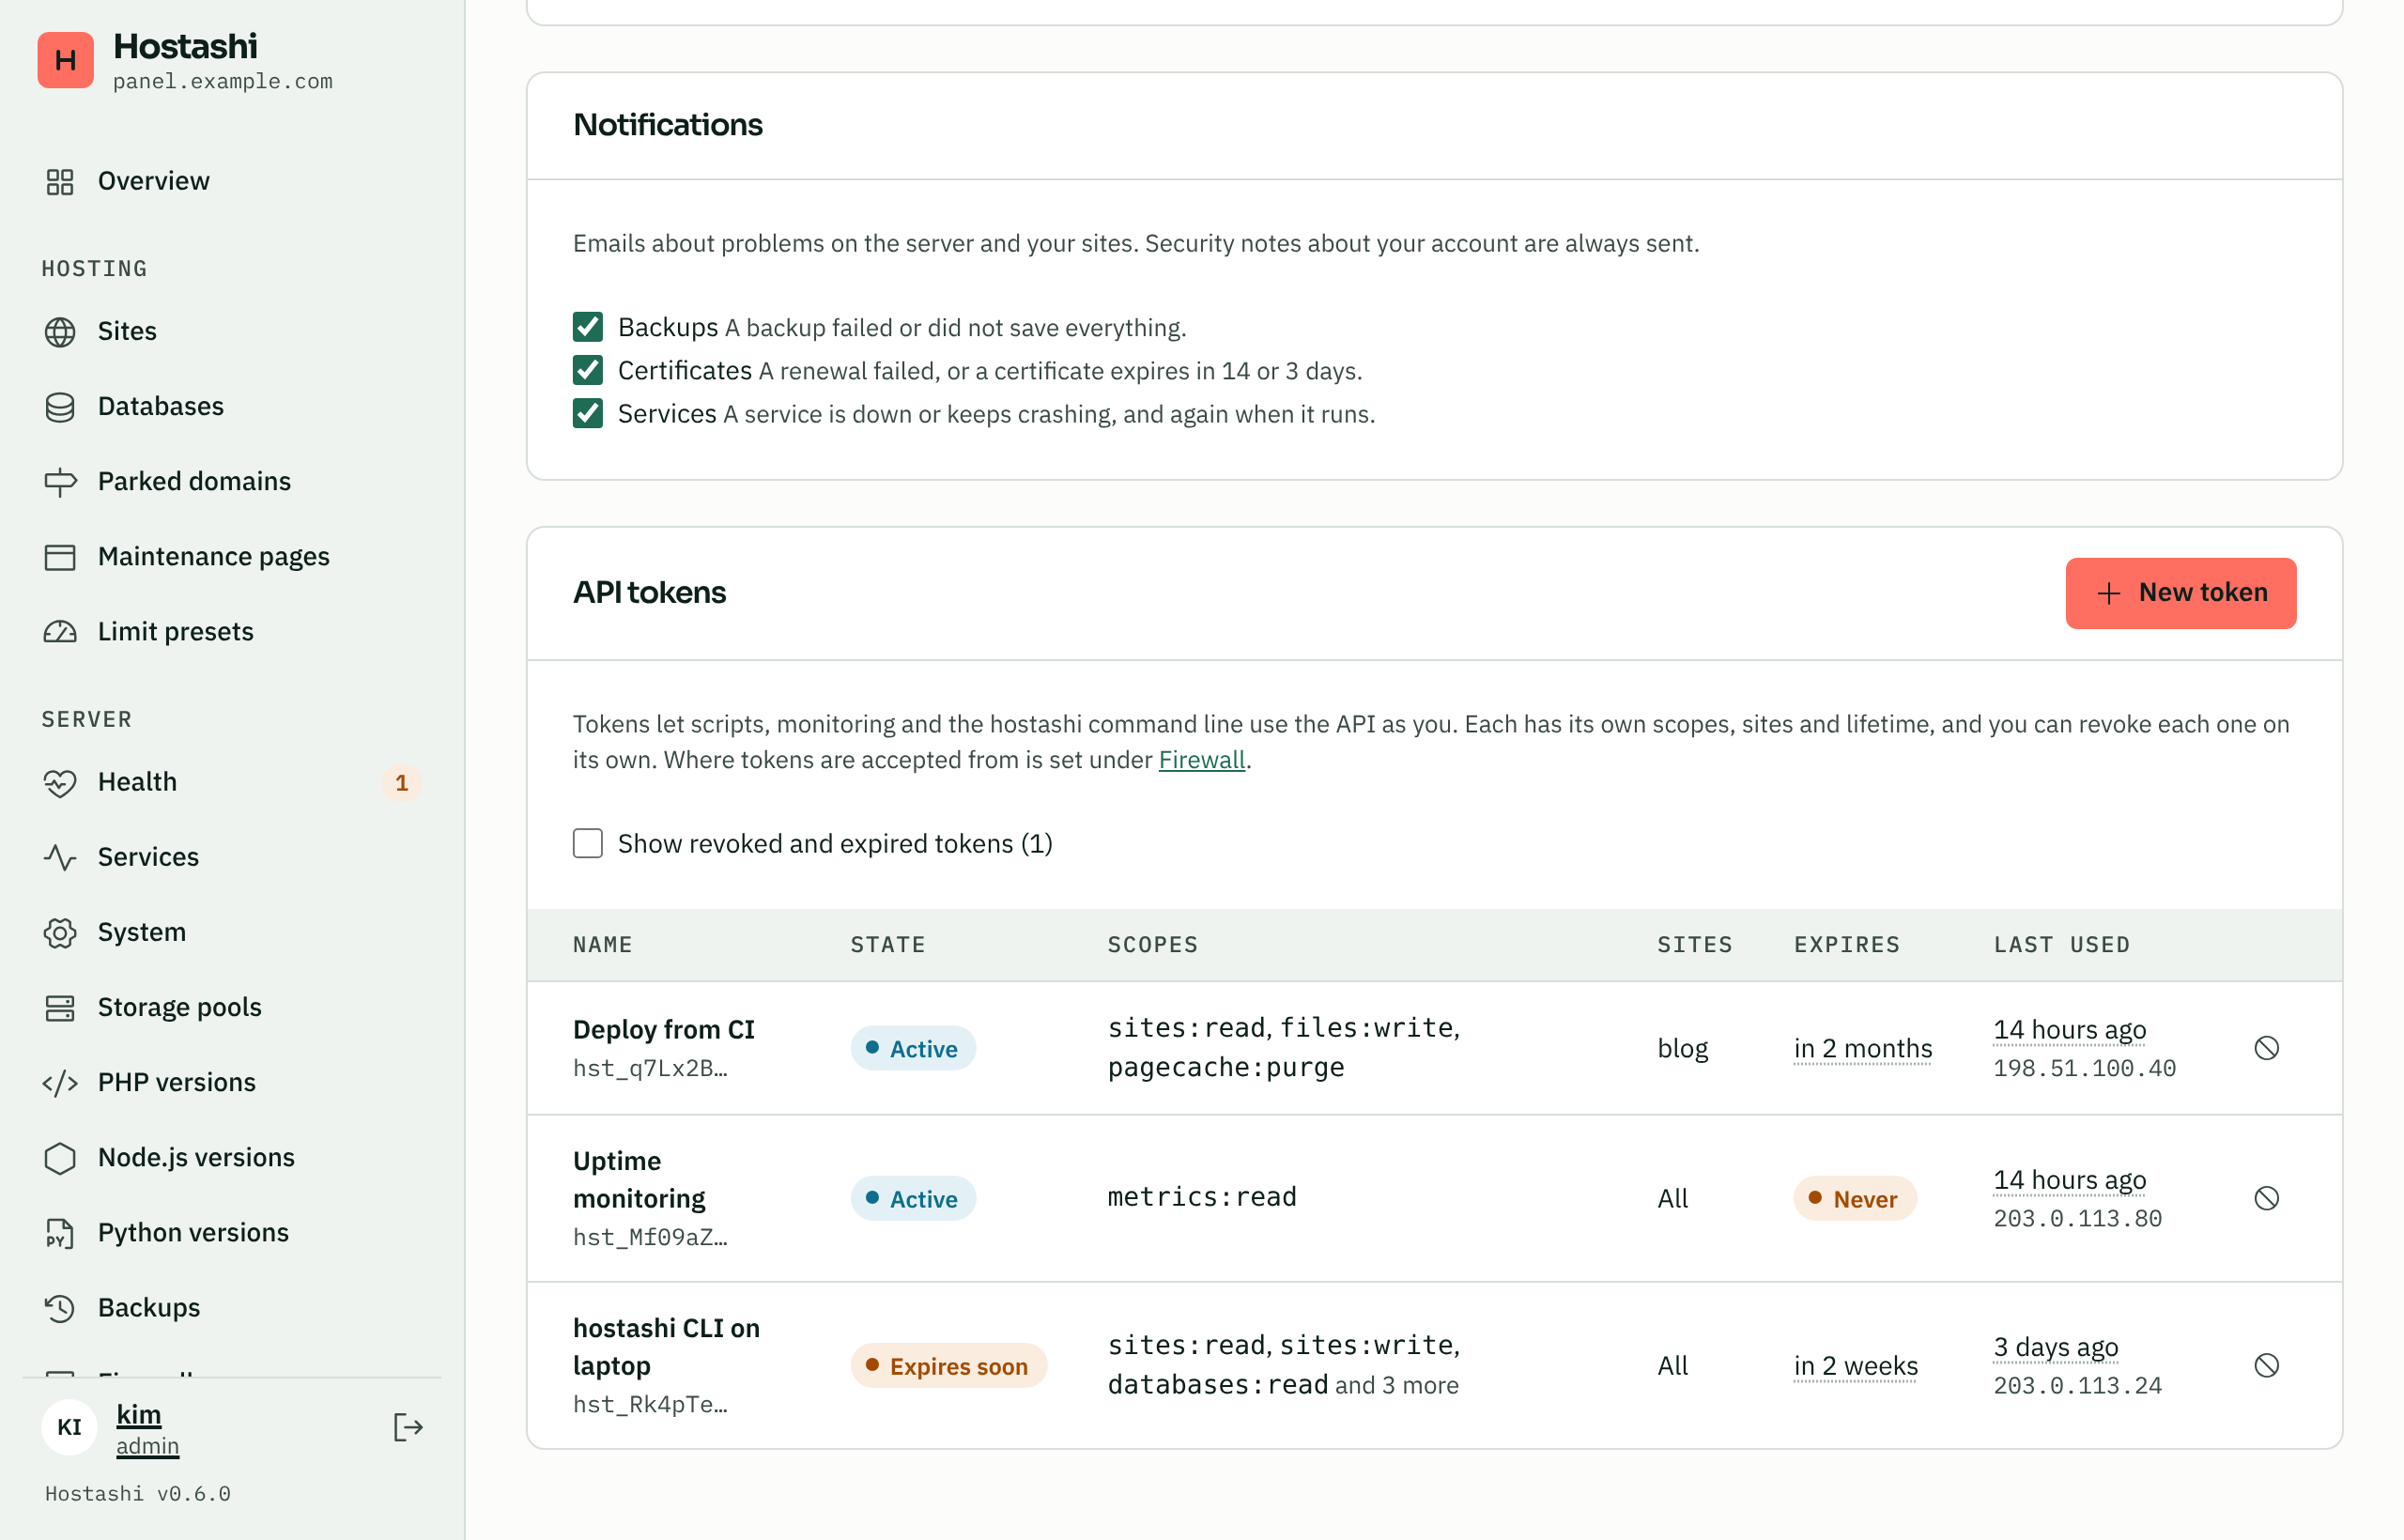 H
Hostashi
panel.example.com
Overview
HOSTING
Sites
Databases
Parked domains
Maintenance pages
Limit presets
SERVER
Health 1
Services
System
Storage pools
PHP versions
Node.js versions
PY
Python versions
Backups
KI
kim
admin
Hostashi v0.6.0
Notifications
Emails about problems on the server and your sites. Security notes about your account are always sent.
Backups A backup failed or did not save everything.
Certificates A renewal failed, or a certificate expires in 14 or 3 days.
Services A service is down or keeps crashing, and again when it runs.
API tokens
New token
Tokens let scripts, monitoring and the hostashi command line use the API as you. Each has its own scopes, sites and lifetime, and you can revoke each one on
its own. Where tokens are accepted from is set under Firewall.
Show revoked and expired tokens (1)
NAME STATE SCOPES SITES EXPIRES LAST USED
Deploy from CI
hst_q7Lx2B…
Active
sites:read, files:write,
pagecache:purge
blog
in 2 months
14 hours ago
198.51.100.40
Uptime
monitoring
hst_Mf09aZ…
Active
metrics:read
All
Never
14 hours ago
203.0.113.80
hostashi CLI on
laptop
hst_Rk4pTe…
Expires soon
sites:read, sites:write,
databases:read and 3 more
All
in 2 weeks
3 days ago
203.0.113.24